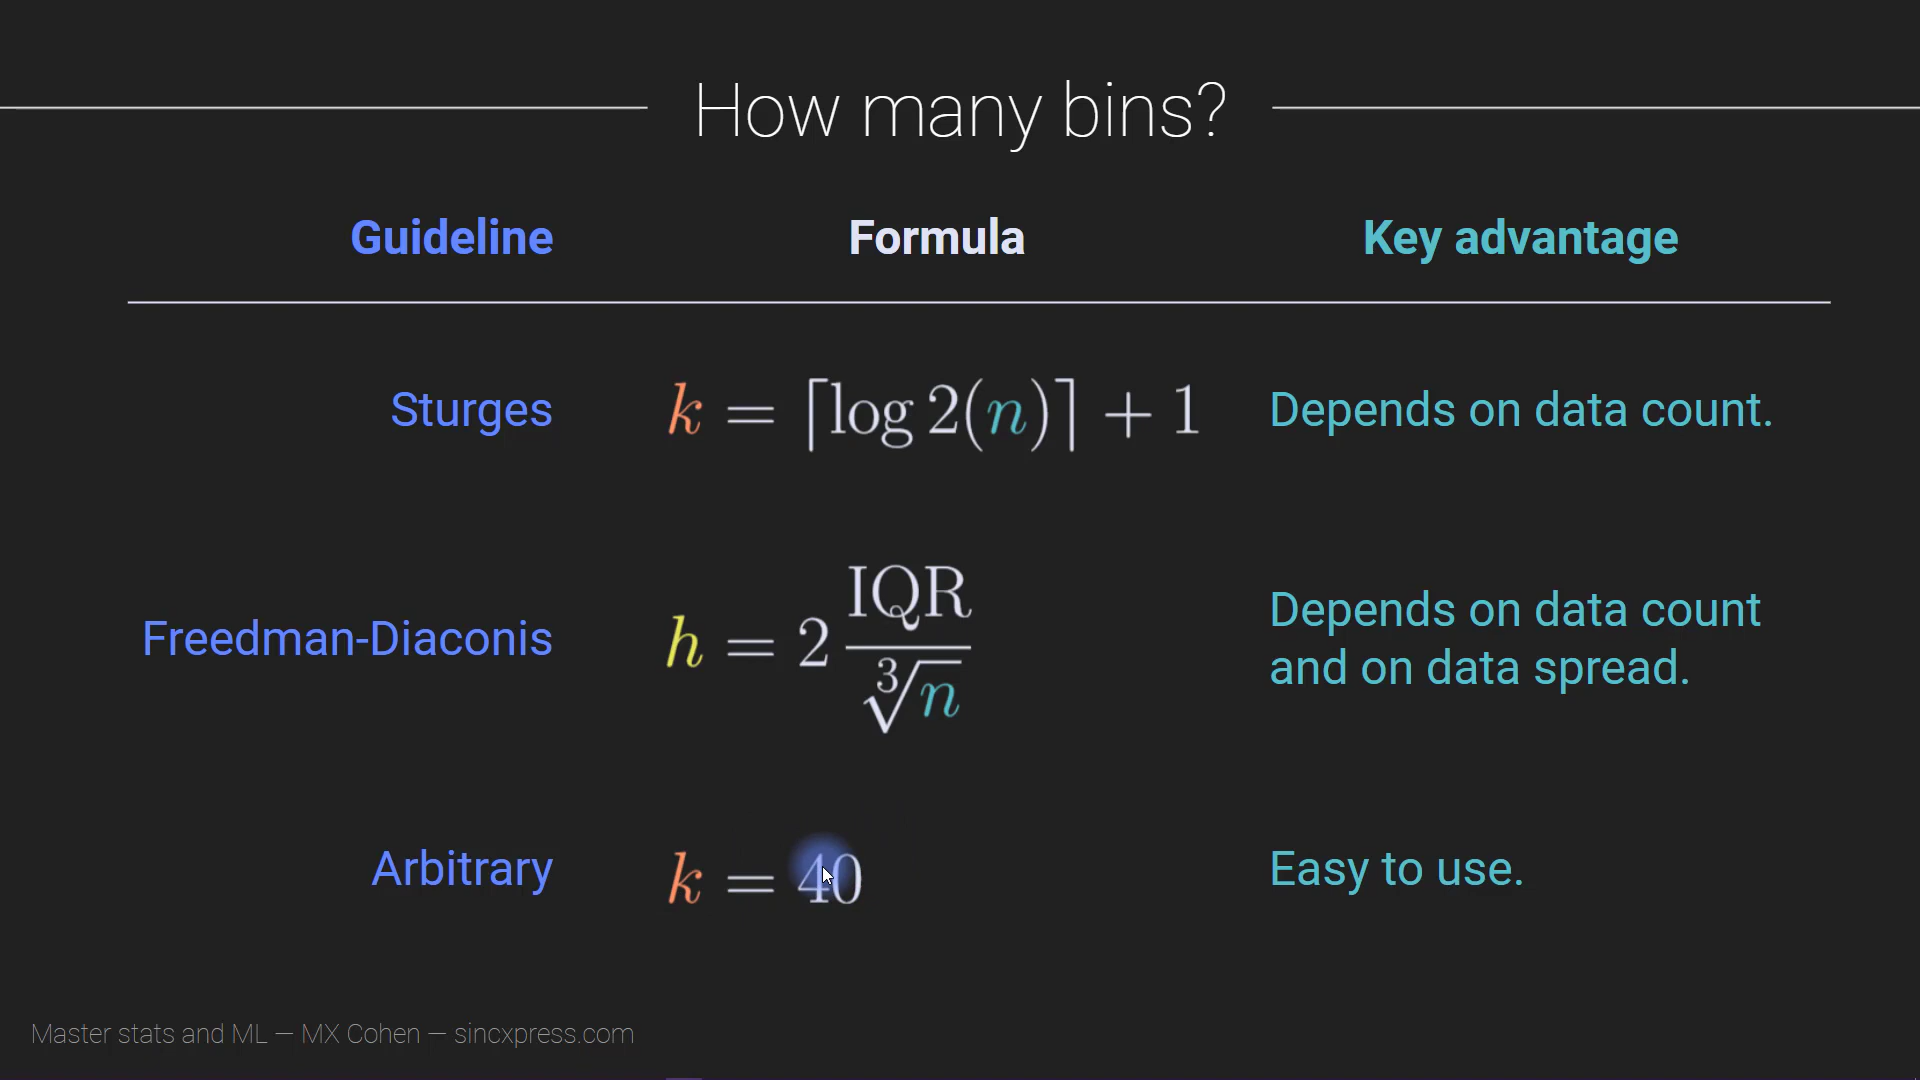 How many bins?
Guideline Formula Key advantage
Sturges k = ⌈log 2(n)⌉ + 1 Depends on data count.
Freedman-Diaconis h = 2 IQR / ∛n Depends on data count
and on data spread.
Arbitrary k = 40 Easy to use.
Master stats and ML — MX Cohen — sincxpress.com